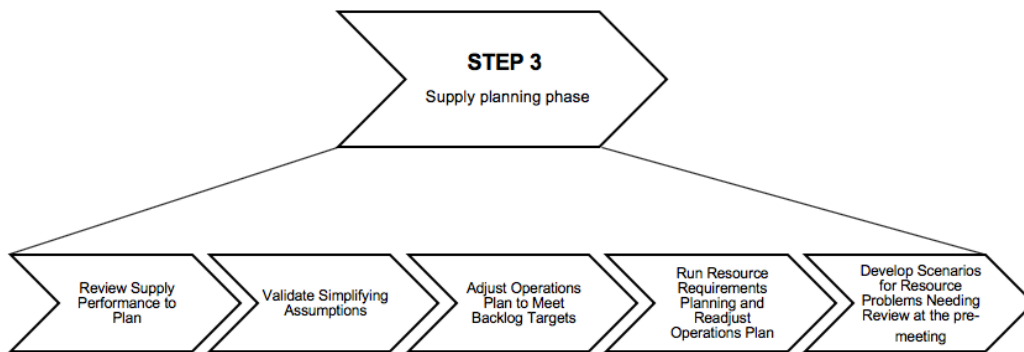 STEP 3
Supply planning phase
Review Supply
Performance to
Plan
Validate Simplifying
Assumptions
Adjust Operations
Plan to Meet
Backlog Targets
Run Resource
Requirements
Planning and
Readjust
Operations Plan
Develop Scenarios
for Resource
Problems Needing
Review at the pre-
meeting